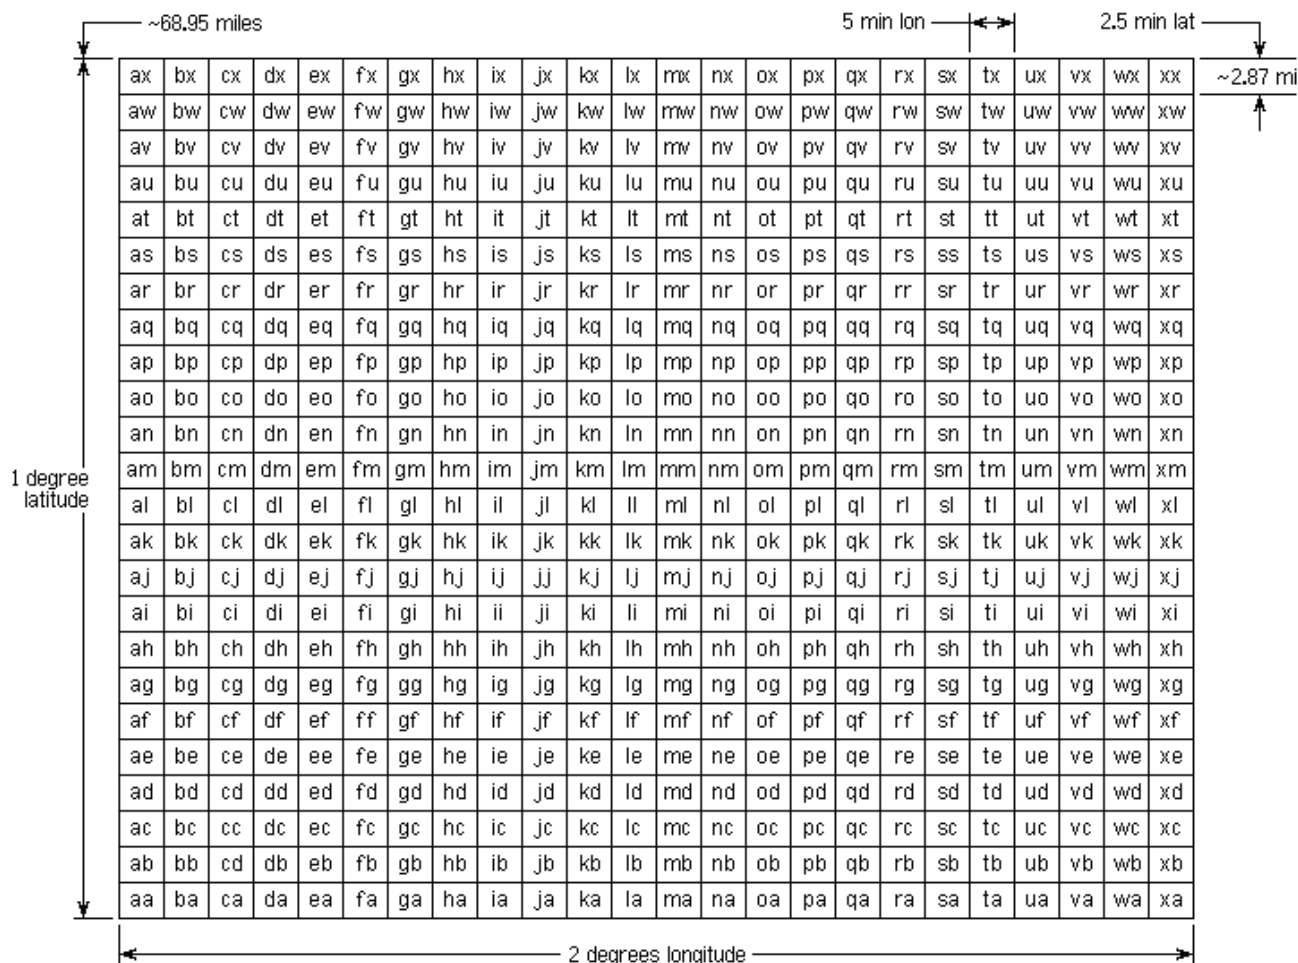 ~68.95 miles 5 min lon 2.5 min lat
ax bx cx dx ex fx gx hx ix jx kx lx mx nx ox px qx rx sx tx ux vx wx xx ~2.87 mi
aw bw cw dw ew fw gw hw iw jw kw lw mw nw ow pw qw rw sw tw uw vw ww xw
av bv cv dv ev fv gv hv iv jv kv lv mv nv ov pv qv rv sv tv uv vv wv xv
au bu cu du eu fu gu hu iu ju ku lu mu nu ou pu qu ru su tu uu vu wu xu
at bt ct dt et ft gt ht it jt kt lt mt nt ot pt qt rt st tt ut vt wt xt
as bs cs ds es fs gs hs is js ks ls ms ns os ps qs rs ss ts us vs ws xs
ar br cr dr er fr gr hr ir jr kr lr mr nr or pr qr rr sr tr ur vr wr xr
aq bq cq dq eq fq gq hq iq jq kq lq mq nq oq pq qq rq sq tq uq vq wq xq
ap bp cp dp ep fp gp hp ip jp kp lp mp np op pp qp rp sp tp up vp wp xp
ao bo co do eo fo go ho io jo ko lo mo no oo po qo ro so to uo vo wo xo
an bn cn dn en fn gn hn in jn kn ln mn nn on pn qn rn sn tn un vn wn xn
am bm cm dm em fm gm hm im jm km lm mm nm om pm qm rm sm tm um vm wm xm
1 degree
latitude
al bl cl dl el fl gl hl il jl kl ll ml nl ol pl ql rl sl tl ul vl wl xl
ak bk ck dk ek fk gk hk ik jk kk lk mk nk ok pk qk rk sk tk uk vk wk xk
aj bj cj dj ej fj gj hj ij jj kj lj mj nj oj pj qj rj sj tj uj vj wj xj
ai bi ci di ei fi gi hi ii ji ki li mi ni oi pi qi ri si ti ui vi wi xi
ah bh ch dh eh fh gh hh ih jh kh lh mh nh oh ph qh rh sh th uh vh wh xh
ag bg cg dg eg fg gg hg ig jg kg lg mg ng og pg qg rg sg tg ug vg wg xg
af bf cf df ef ff gf hf if jf kf lf mf nf of pf qf rf sf tf uf vf wf xf
ae be ce de ee fe ge he ie je ke le me ne oe pe qe re se te ue ve we xe
ad bd cd dd ed fd gd hd id jd kd ld md nd od pd qd rd sd td ud vd wd xd
ac bc cc dc ec fc gc hc ic jc kc lc mc nc oc pc qc rc sc tc uc vc wc xc
ab bb cd db eb fb gb hb ib jb kb lb mb nb ob pb qb rb sb tb ub vb wb xb
aa ba ca da ea fa ga ha ia ja ka la ma na oa pa qa ra sa ta ua va wa xa
2 degrees longitude